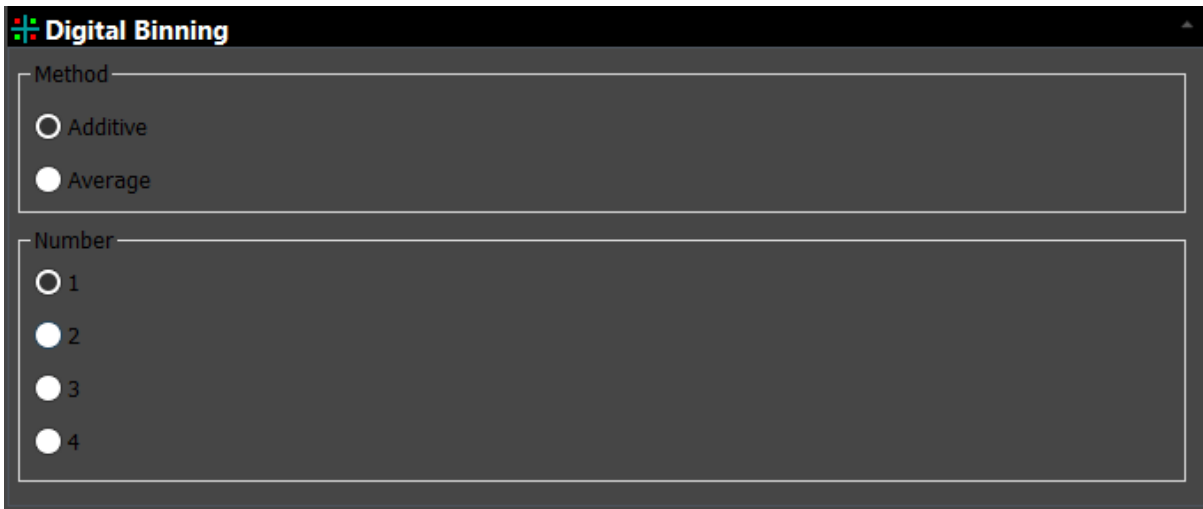 Digital Binning
Method
Additive
Average
Number
1
2
3
4